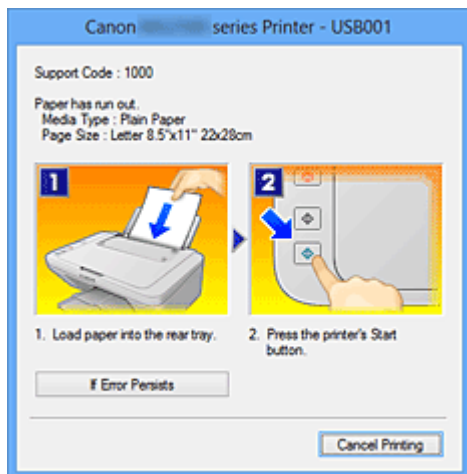 Canon series Printer - USB001
Support Code : 1000
Paper has run out.
Media Type : Plain Paper
Page Size : Letter 8.5"x11" 22x28cm
1
2
1. Load paper into the rear tray.
2. Press the printer's Start
button.
If Error Persists
Cancel Printing